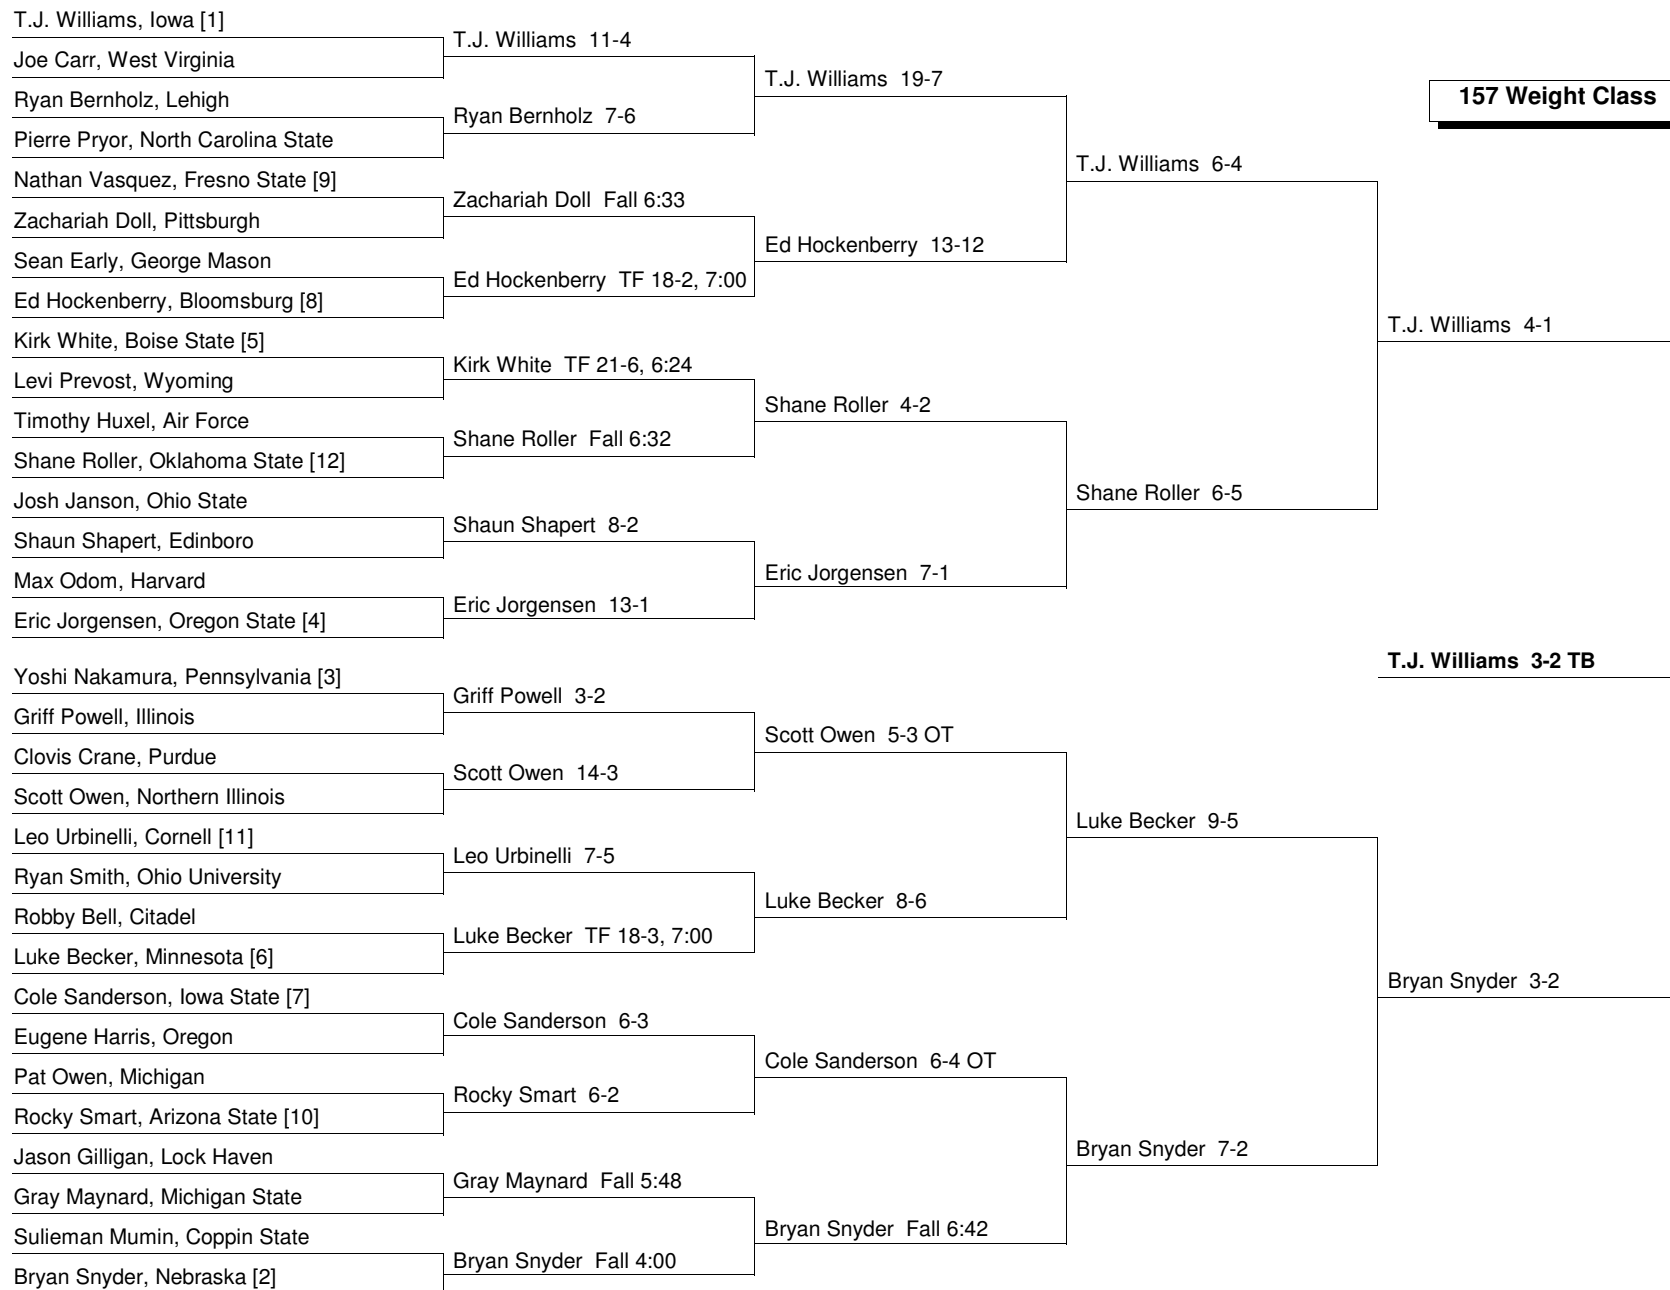 T.J. Williams, Iowa [1]
Joe Carr, West Virginia
Ryan Bernholz, Lehigh
Pierre Pryor, North Carolina State
Nathan Vasquez, Fresno State [9]
Zachariah Doll, Pittsburgh
Sean Early, George Mason
Ed Hockenberry, Bloomsburg [8]
Kirk White, Boise State [5]
Levi Prevost, Wyoming
Timothy Huxel, Air Force
Shane Roller, Oklahoma State [12]
Josh Janson, Ohio State
Shaun Shapert, Edinboro
Max Odom, Harvard
Eric Jorgensen, Oregon State [4]
Yoshi Nakamura, Pennsylvania [3]
Griff Powell, Illinois
Clovis Crane, Purdue
Scott Owen, Northern Illinois
Leo Urbinelli, Cornell [11]
Ryan Smith, Ohio University
Robby Bell, Citadel
Luke Becker, Minnesota [6]
Cole Sanderson, Iowa State [7]
Eugene Harris, Oregon
Pat Owen, Michigan
Rocky Smart, Arizona State [10]
Jason Gilligan, Lock Haven
Gray Maynard, Michigan State
Sulieman Mumin, Coppin State
Bryan Snyder, Nebraska [2]
T.J. Williams 11-4
Ryan Bernholz 7-6
Zachariah Doll Fall 6:33
Ed Hockenberry TF 18-2, 7:00
Kirk White TF 21-6, 6:24
Shane Roller Fall 6:32
Shaun Shapert 8-2
Eric Jorgensen 13-1
Griff Powell 3-2
Scott Owen 14-3
Leo Urbinelli 7-5
Luke Becker TF 18-3, 7:00
Cole Sanderson 6-3
Rocky Smart 6-2
Gray Maynard Fall 5:48
Bryan Snyder Fall 4:00
T.J. Williams 19-7
Ed Hockenberry 13-12
Shane Roller 4-2
Eric Jorgensen 7-1
Scott Owen 5-3 OT
Luke Becker 8-6
Cole Sanderson 6-4 OT
Bryan Snyder Fall 6:42
T.J. Williams 6-4
Shane Roller 6-5
Luke Becker 9-5
Bryan Snyder 7-2
157 Weight Class
T.J. Williams 4-1
T.J. Williams 3-2 TB
Bryan Snyder 3-2